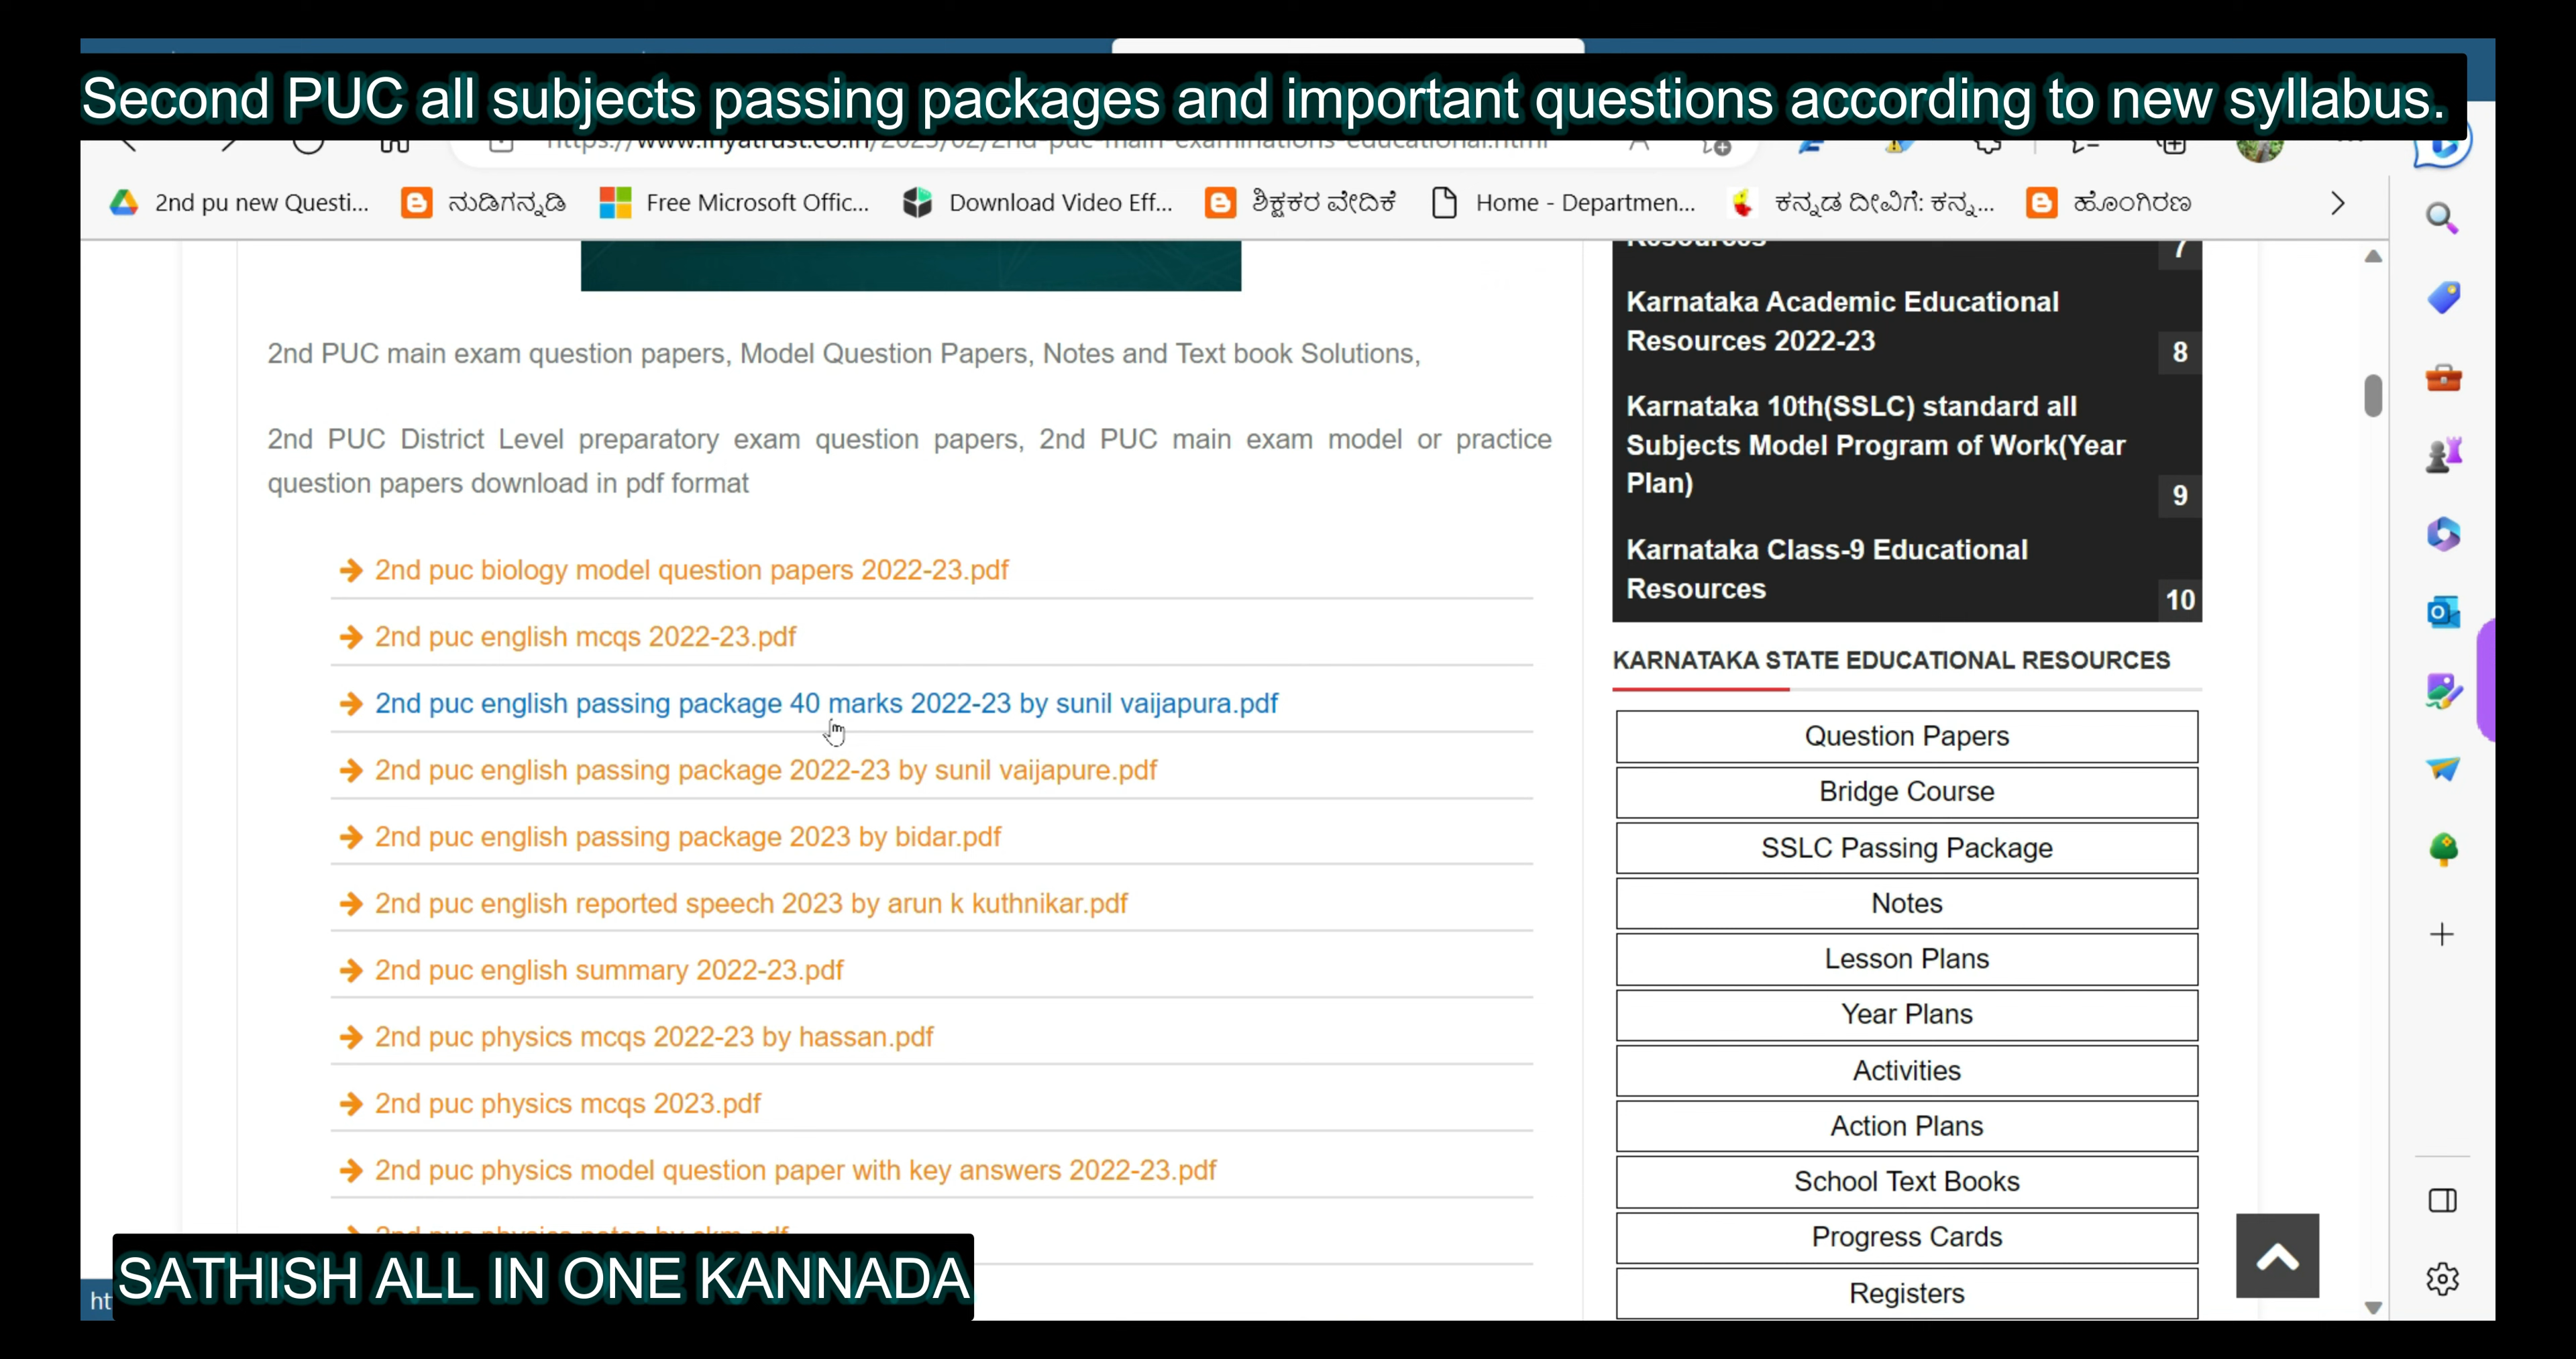 Second PUC all subjects passing packages and important questions according to new syllabus.
2nd pu new Questi...
ನುಡಿಗನ್ನಡಿ
Free Microsoft Offic...
Download Video Eff...
ಶಿಕ್ಷಕರ ವೇದಿಕೆ
Home - Departmen...
ಕನ್ನಡ ದೀವಿಗೆ: ಕನ್ನ...
ಹೊಂಗಿರಣ
2nd PUC main exam question papers, Model Question Papers, Notes and Text book Solutions,
2nd PUC District Level preparatory exam question papers, 2nd PUC main exam model or practice
question papers download in pdf format
2nd puc biology model question papers 2022-23.pdf
2nd puc english mcqs 2022-23.pdf
2nd puc english passing package 40 marks 2022-23 by sunil vaijapura.pdf
2nd puc english passing package 2022-23 by sunil vaijapure.pdf
2nd puc english passing package 2023 by bidar.pdf
2nd puc english reported speech 2023 by arun k kuthnikar.pdf
2nd puc english summary 2022-23.pdf
2nd puc physics mcqs 2022-23 by hassan.pdf
2nd puc physics mcqs 2023.pdf
2nd puc physics model question paper with key answers 2022-23.pdf
2nd puc physics notes by skm.pdf
Resources
7
Karnataka Academic Educational
Resources 2022-23
8
Karnataka 10th(SSLC) standard all
Subjects Model Program of Work(Year
Plan)
9
Karnataka Class-9 Educational
Resources
10
KARNATAKA STATE EDUCATIONAL RESOURCES
Question Papers
Bridge Course
SSLC Passing Package
Notes
Lesson Plans
Year Plans
Activities
Action Plans
School Text Books
Progress Cards
Registers
ht
SATHISH ALL IN ONE KANNADA